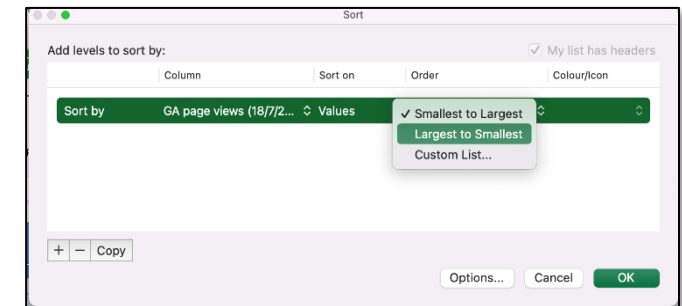 Sort
Add levels to sort by:
My list has headers
Column Sort on Order Colour/Icon
Sort by GA page views (18/7/2... Values
✓ Smallest to Largest
Largest to Smallest
Custom List...
+ − Copy
Options... Cancel OK